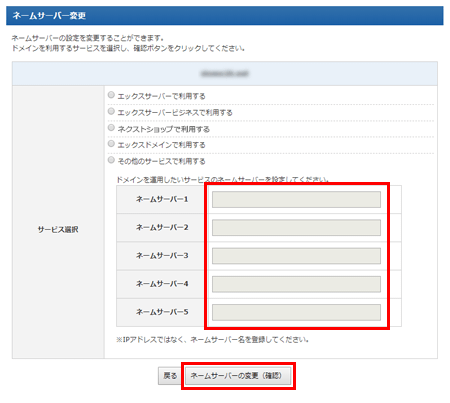 ネームサーバー変更
ネームサーバーの設定を変更することができます。
ドメインを利用するサービスを選択し、確認ボタンをクリックしてください。
エックスサーバーで利用する
エックスサーバービジネスで利用する
ネクストショップで利用する
エックスドメインで利用する
その他のサービスで利用する
ドメインを運用したいサービスのネームサーバーを設定してください。
ネームサーバー1
ネームサーバー2
サービス選択
ネームサーバー3
ネームサーバー4
ネームサーバー5
※IPアドレスではなく、ネームサーバー名を登録してください。
戻る ネームサーバーの変更（確認）